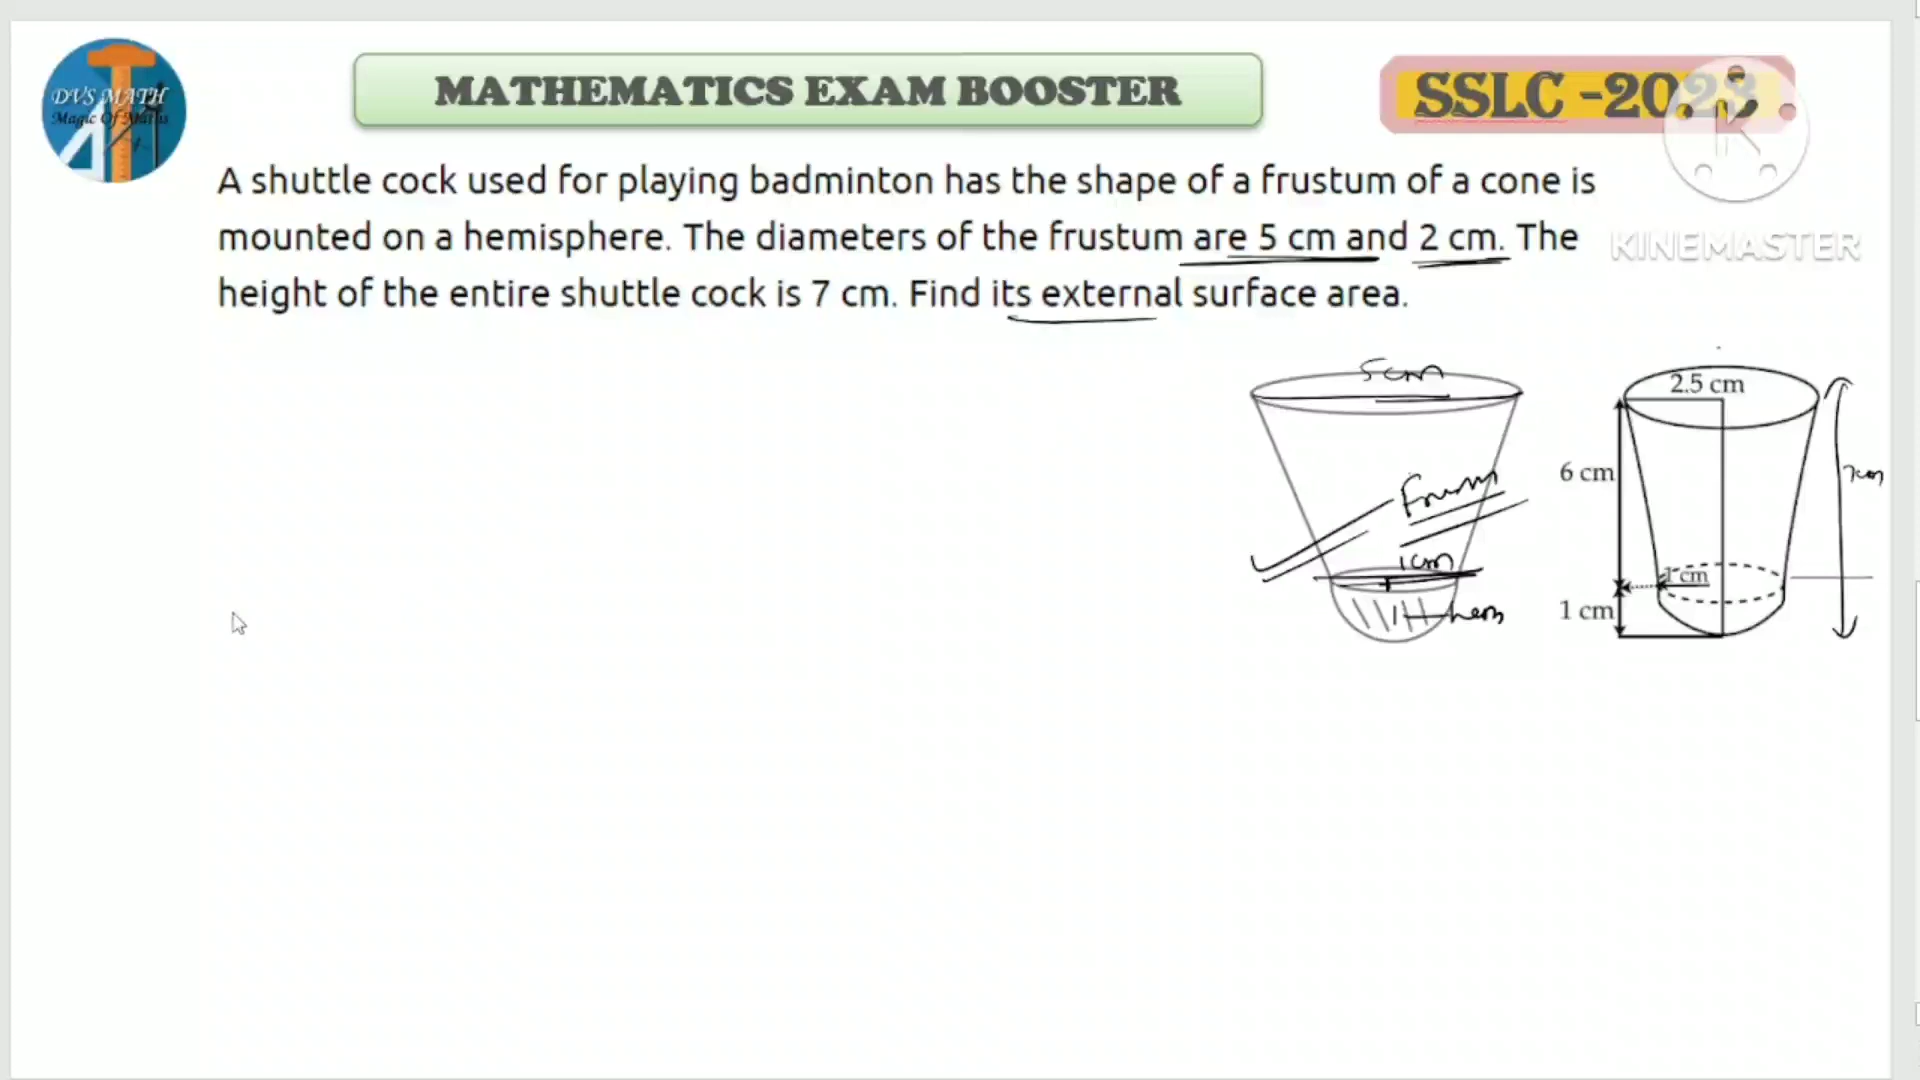 DVS MATH
Magic Of Maths
MATHEMATICS EXAM BOOSTER
SSLC -2023
KINEMASTER
A shuttle cock used for playing badminton has the shape of a frustum of a cone is
mounted on a hemisphere. The diameters of the frustum are 5 cm and 2 cm. The
height of the entire shuttle cock is 7 cm. Find its external surface area.
5cm
2.5 cm
6 cm
7cm
1cm
1 cm
1 cm